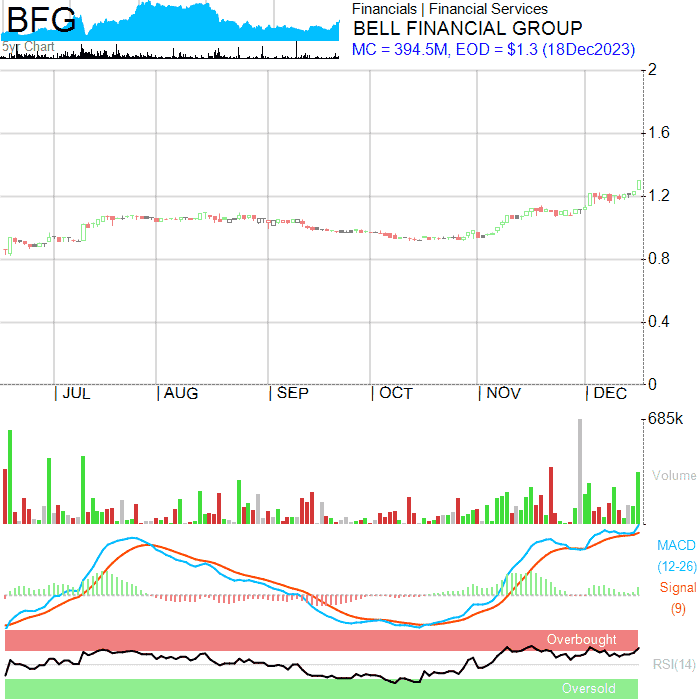 BFG
5yr Chart
Financials | Financial Services
BELL FINANCIAL GROUP
MC = 394.5M, EOD = $1.3 (18Dec2023)
2
1.6
1.2
0.8
0.4
0
JUL AUG SEP OCT NOV DEC
685k
Volume
MACD
(12-26)
Signal
(9)
Overbought
RSI(14)
Oversold